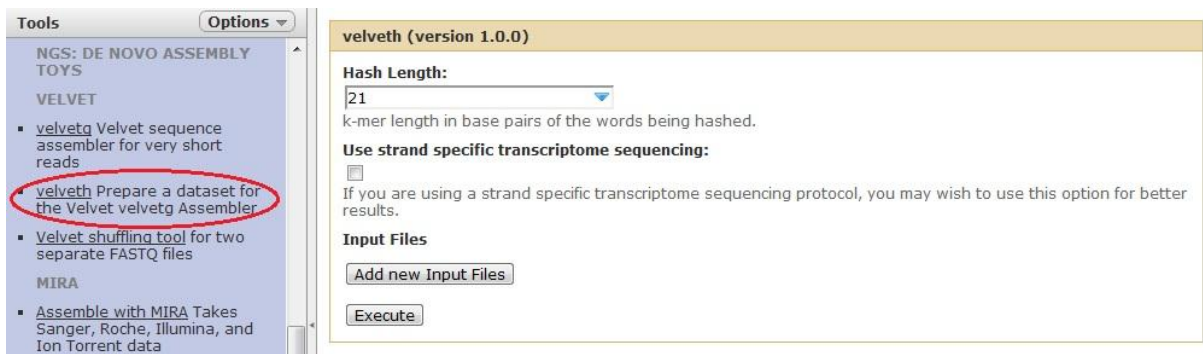 Tools
Options
NGS: DE NOVO ASSEMBLY
TOYS
VELVET
velvetg Velvet sequence
assembler for very short
reads
velveth Prepare a dataset for
the Velvet velvetg Assembler
Velvet shuffling tool for two
separate FASTQ files
MIRA
Assemble with MIRA Takes
Sanger, Roche, Illumina, and
Ion Torrent data
velveth (version 1.0.0)
Hash Length:
21
k-mer length in base pairs of the words being hashed.
Use strand specific transcriptome sequencing:
If you are using a strand specific transcriptome sequencing protocol, you may wish to use this option for better
results.
Input Files
Add new Input Files
Execute